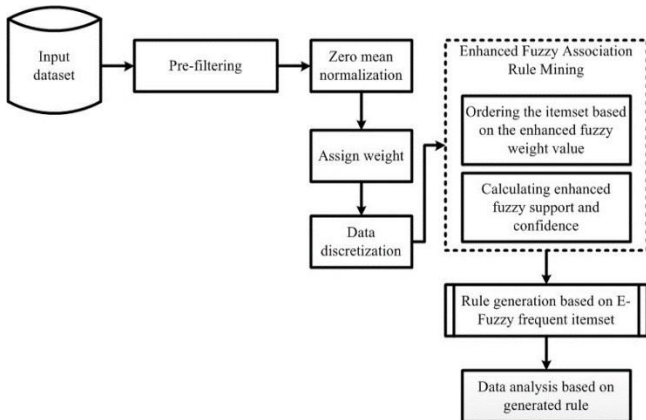 Input
dataset
Pre-filtering
Zero mean
normalization
Assign weight
Data
discretization
Enhanced Fuzzy Association
Rule Mining
Ordering the itemset based
on the enhanced fuzzy
weight value
Calculating enhanced
fuzzy support and
confidence
Rule generation based on E-
Fuzzy frequent itemset
Data analysis based on
generated rule